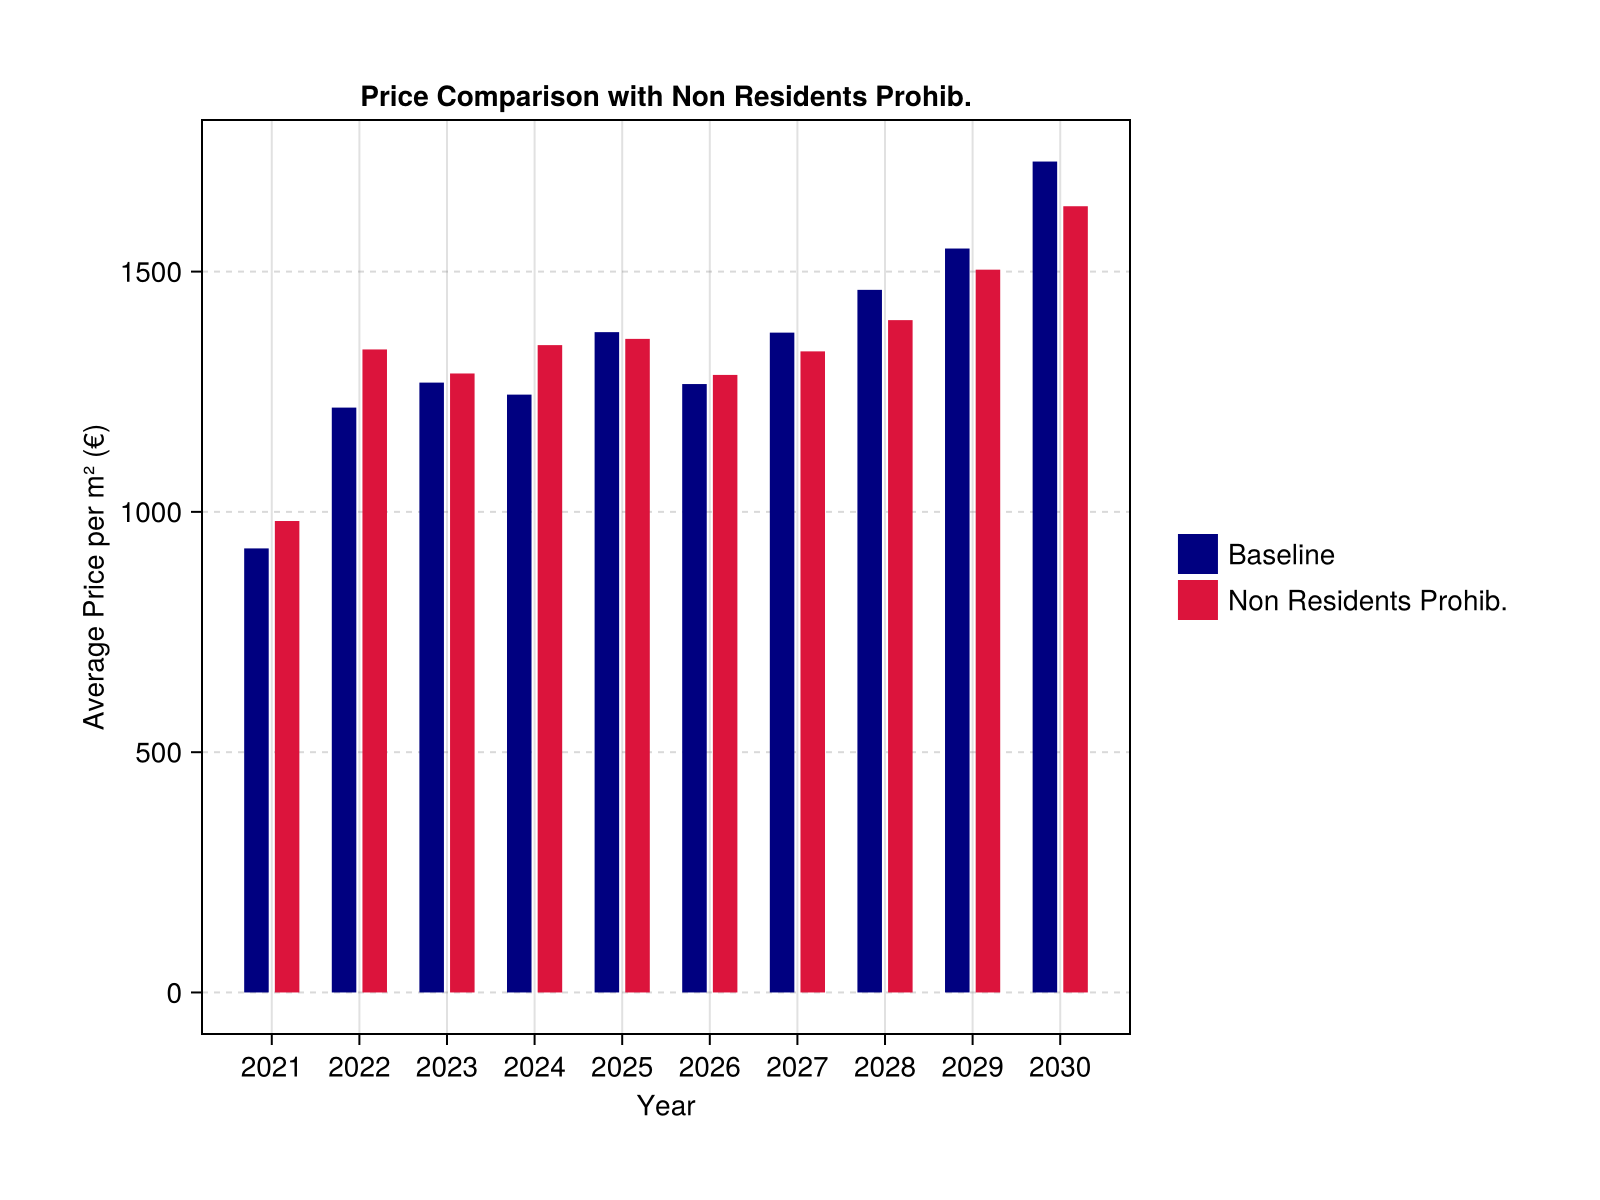 Price Comparison with Non Residents Prohib.
Average Price per m² (€)
1500
1000
500
0
2021 2022 2023 2024 2025 2026 2027 2028 2029 2030
Year
Baseline
Non Residents Prohib.